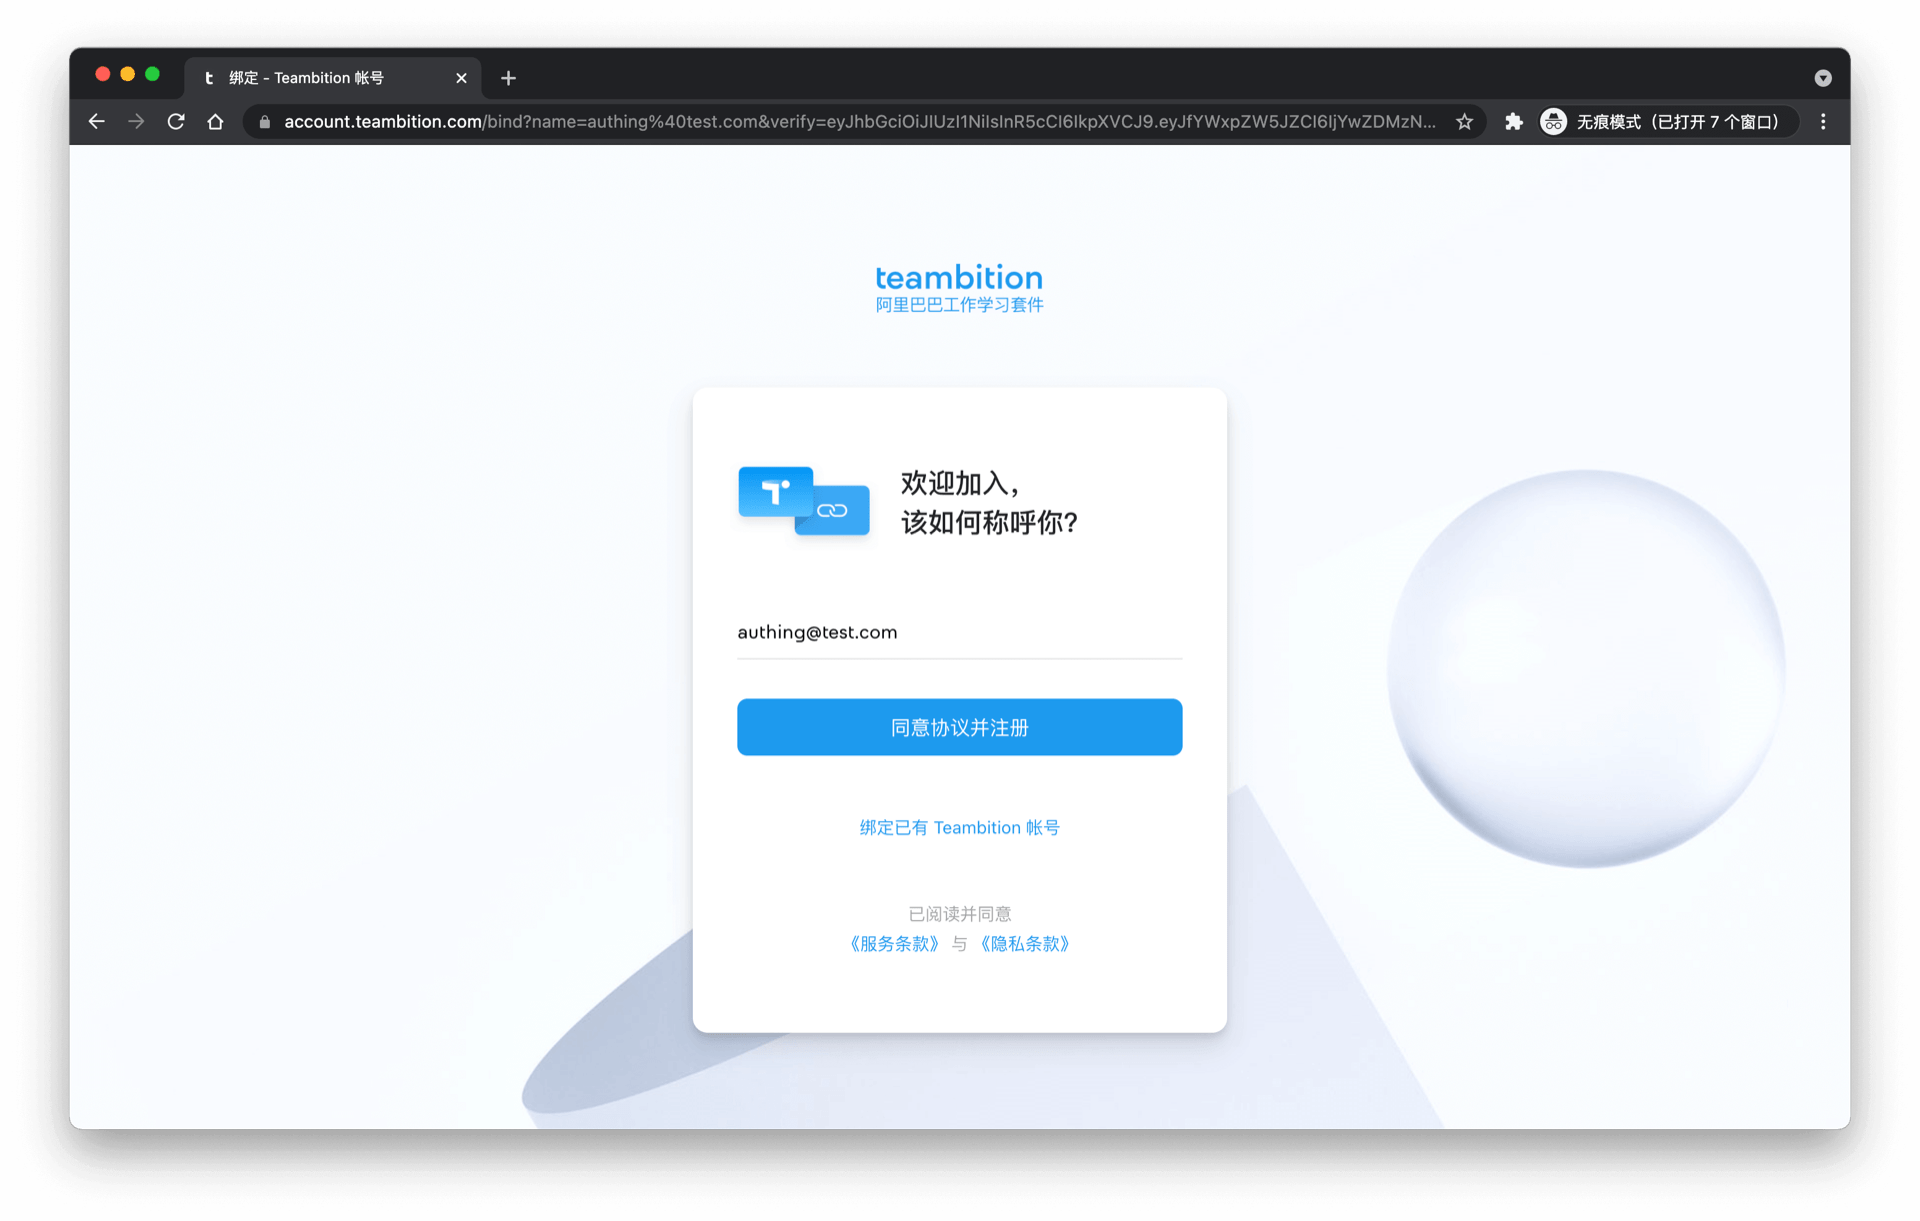 绑定 - Teambition 帐号
account.teambition.com/bind?name=authing%40test.com&verify=eyJhbGciOiJIUzI1NiIsInR5cCI6IkpXVCJ9.eyJfYWxpZW5JZCI6IjYwZDMzN...
无痕模式（已打开 7 个窗口）
teambition
阿里巴巴工作学习套件
欢迎加入，
该如何称呼你？
authing@test.com
同意协议并注册
绑定已有 Teambition 帐号
已阅读并同意
《服务条款》 与 《隐私条款》